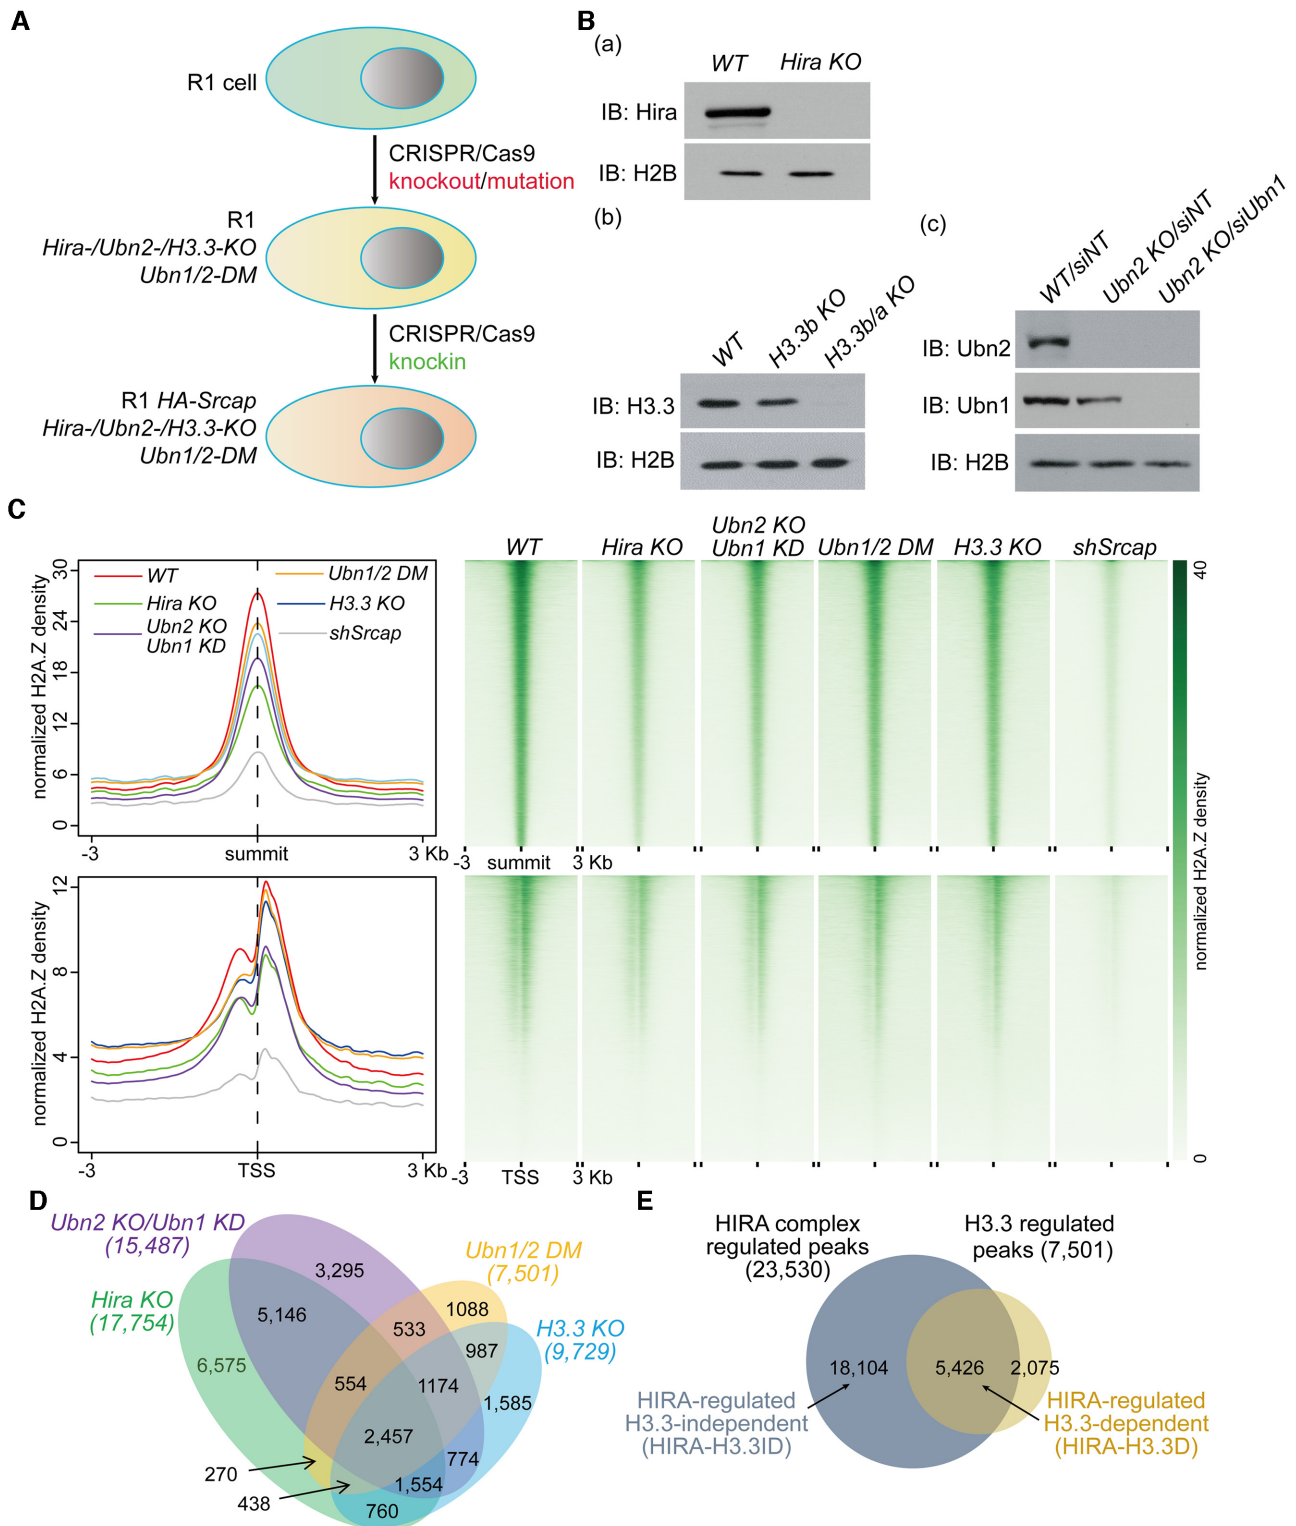 A
R1 cell
CRISPR/Cas9
knockout/mutation
R1
Hira-/Ubn2-/H3.3-KO
Ubn1/2-DM
CRISPR/Cas9
knockin
R1 HA-Srcap
Hira-/Ubn2-/H3.3-KO
Ubn1/2-DM
B
(a)
WT Hira KO
IB: Hira
IB: H2B
(b)
WT
H3.3b KO
H3.3b/a KO
IB: H3.3
IB: H2B
(c)
WT/siNT
Ubn2 KO/siNT
Ubn2 KO/siUbn1
IB: Ubn2
IB: Ubn1
IB: H2B
C
normalized H2A.Z density
30
24
18
12
6
0
WT
Hira KO
Ubn2 KO
Ubn1 KD
Ubn1/2 DM
H3.3 KO
shSrcap
-3 summit 3 Kb
normalized H2A.Z density
12
8
4
0
-3 TSS 3 Kb
WT
Hira KO
Ubn2 KO
Ubn1 KD
Ubn1/2 DM
H3.3 KO
shSrcap
-3 summit 3 Kb
-3 TSS 3 Kb
40
normalized H2A.Z density
0
D
Ubn2 KO/Ubn1 KD
(15,487)
Hira KO
(17,754)
Ubn1/2 DM
(7,501)
H3.3 KO
(9,729)
3,295
5,146
1088
533
987
6,575
554
1174
1,585
2,457
774
270
1,554
438
760
E
HIRA complex
regulated peaks
(23,530)
H3.3 regulated
peaks (7,501)
18,104
5,426
2,075
HIRA-regulated
H3.3-independent
(HIRA-H3.3ID)
HIRA-regulated
H3.3-dependent
(HIRA-H3.3D)